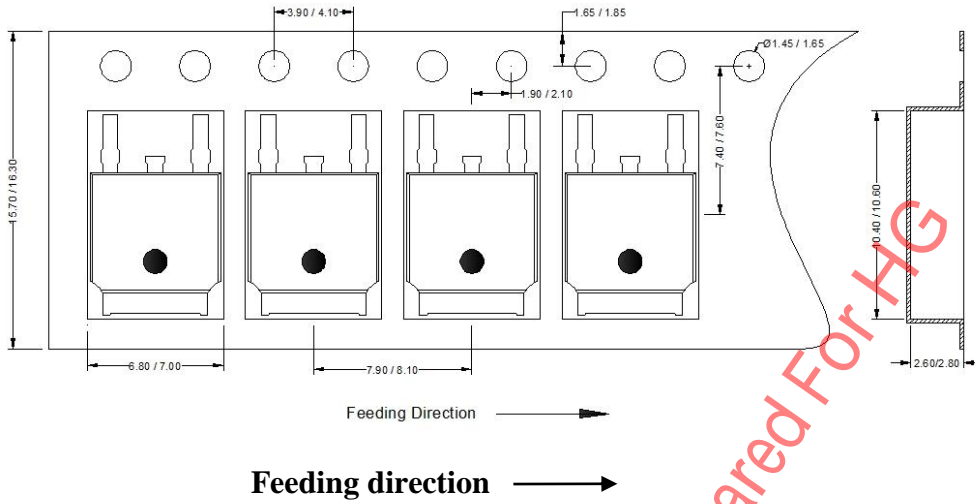 3.90 / 4.10
1.65 / 1.85
Ø1.45 / 1.65
1.90 / 2.10
7.40 / 7.60
15.70 / 16.30
10.40 / 10.60
6.80 / 7.00
7.90 / 8.10
2.60/2.80
Feeding Direction
Feeding direction
ared For HG